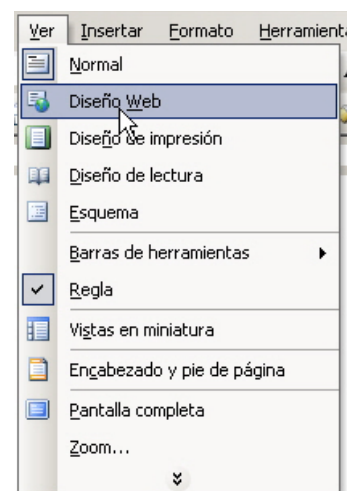 Ver Insertar Formato Herramient
Normal
Diseño Web
Diseño de impresión
Diseño de lectura
Esquema
Barras de herramientas
Regla
Vistas en miniatura
Encabezado y pie de página
Pantalla completa
Zoom...